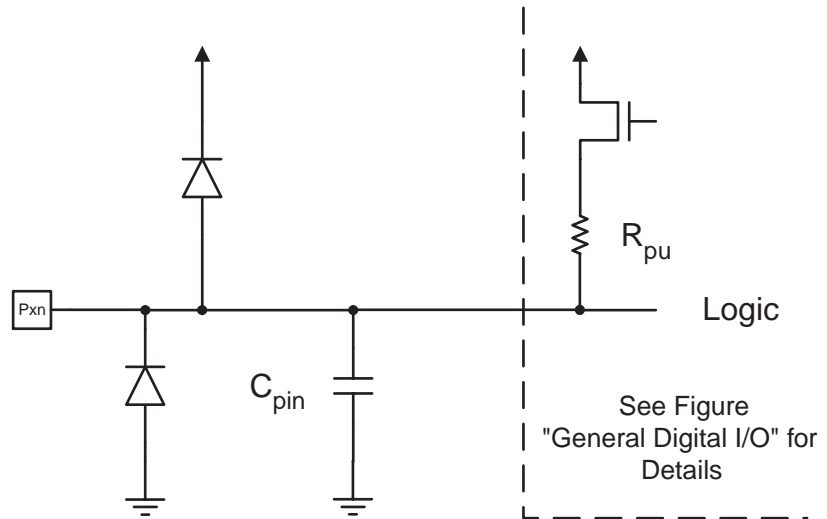 R_pu
Pxn
Logic
C_pin
See Figure
"General Digital I/O" for
Details